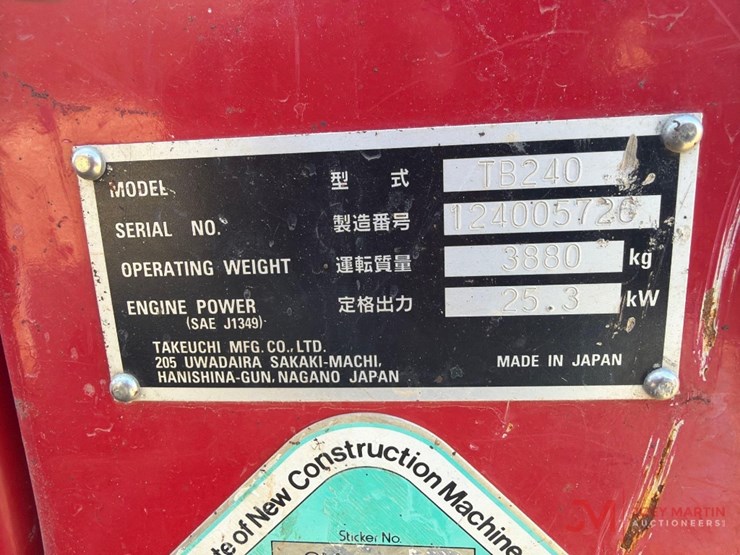 MODEL 型式 TB240
SERIAL NO. 製造番号 124005720
OPERATING WEIGHT 運転質量 3880 kg
ENGINE POWER 定格出力 25.3 kW
(SAE J1349)
TAKEUCHI MFG. CO., LTD.
205 UWADAIRA SAKAKI-MACHI,
HANISHINA-GUN, NAGANO JAPAN
MADE IN JAPAN
of New Construction Machine
Sticker No.
MARTIN
AUCTIONEERS